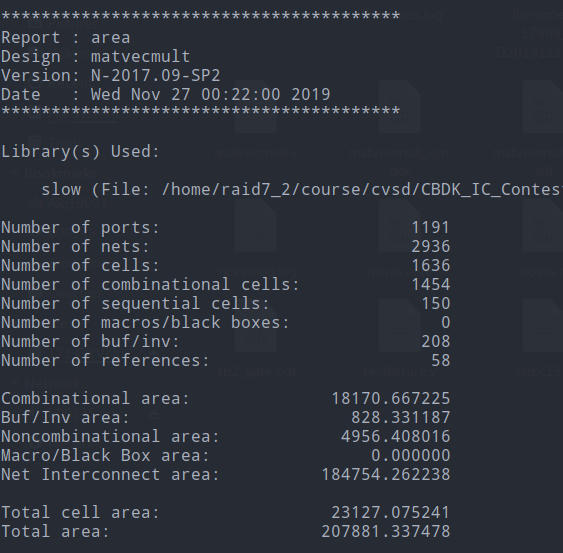 ****************************************
Report : area
Design : matvecmult
Version: N-2017.09-SP2
Date   : Wed Nov 27 00:22:00 2019
****************************************
Library(s) Used:
slow (File: /home/raid7_2/course/cvsd/CBDK_IC_Contes
Number of ports: 1191
Number of nets: 2936
Number of cells: 1636
Number of combinational cells: 1454
Number of sequential cells: 150
Number of macros/black boxes: 0
Number of buf/inv: 208
Number of references: 58
Combinational area: 18170.667225
Buf/Inv area: 828.331187
Noncombinational area: 4956.408016
Macro/Black Box area: 0.000000
Net Interconnect area: 184754.262238
Total cell area: 23127.075241
Total area: 207881.337478